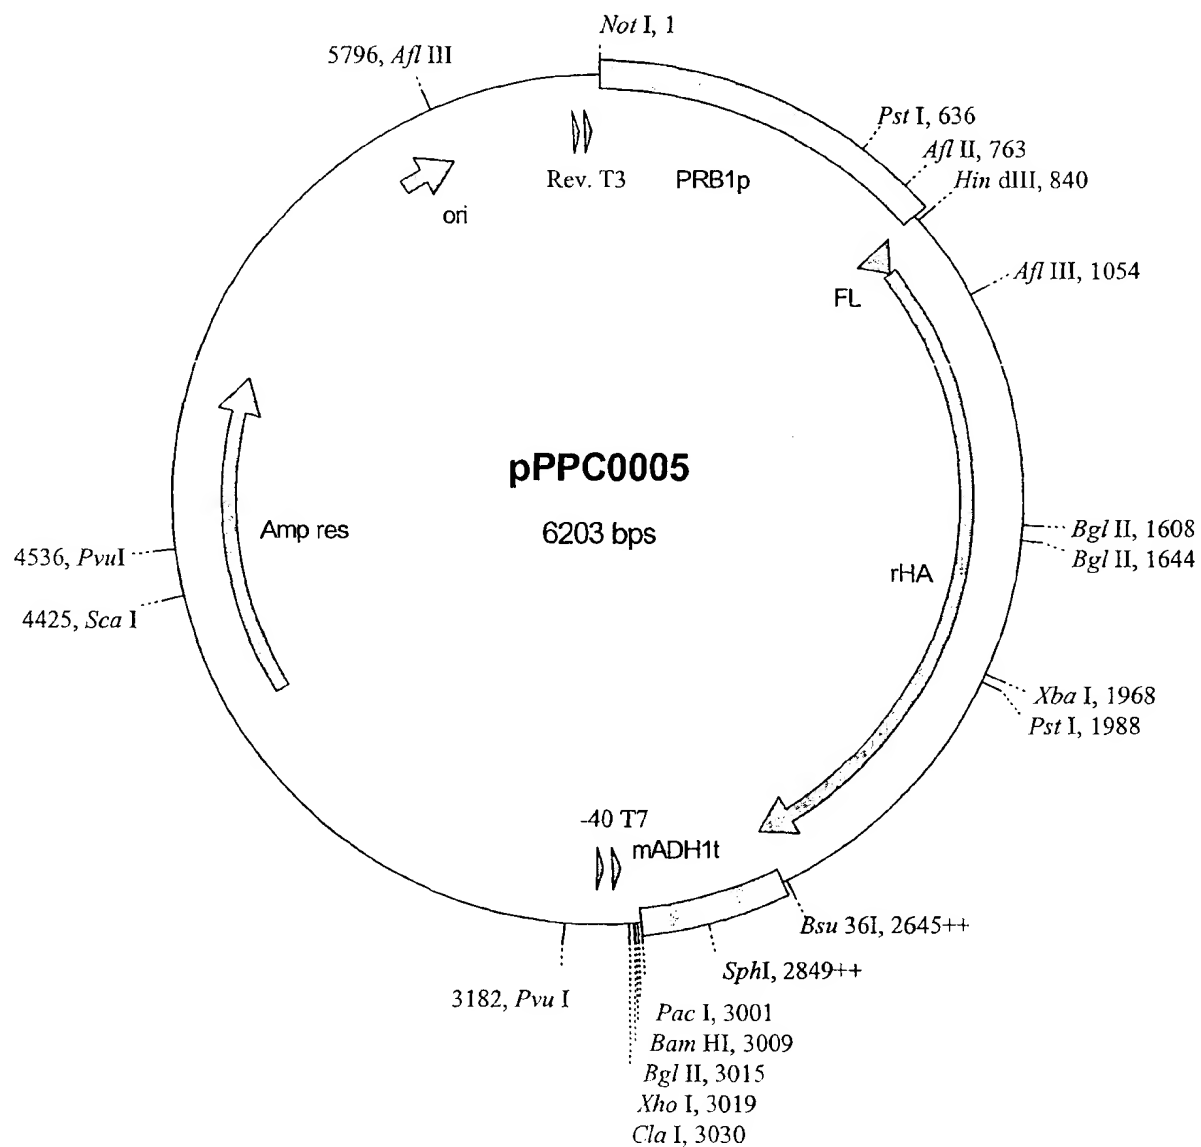 Not I, 1
5796, Afl III
Pst I, 636
Afl II, 763
Hin dIII, 840
Rev. T3
PRB1p
ori
Afl III, 1054
FL
pPPC0005
6203 bps
Amp res
Bgl II, 1608
Bgl II, 1644
4536, PvuI
rHA
4425, Sca I
Xba I, 1968
Pst I, 1988
-40 T7
mADH1t
Bsu 36I, 2645++
SphI, 2849++
3182, Pvu I
Pac I, 3001
Bam HI, 3009
Bgl II, 3015
Xho I, 3019
Cla I, 3030